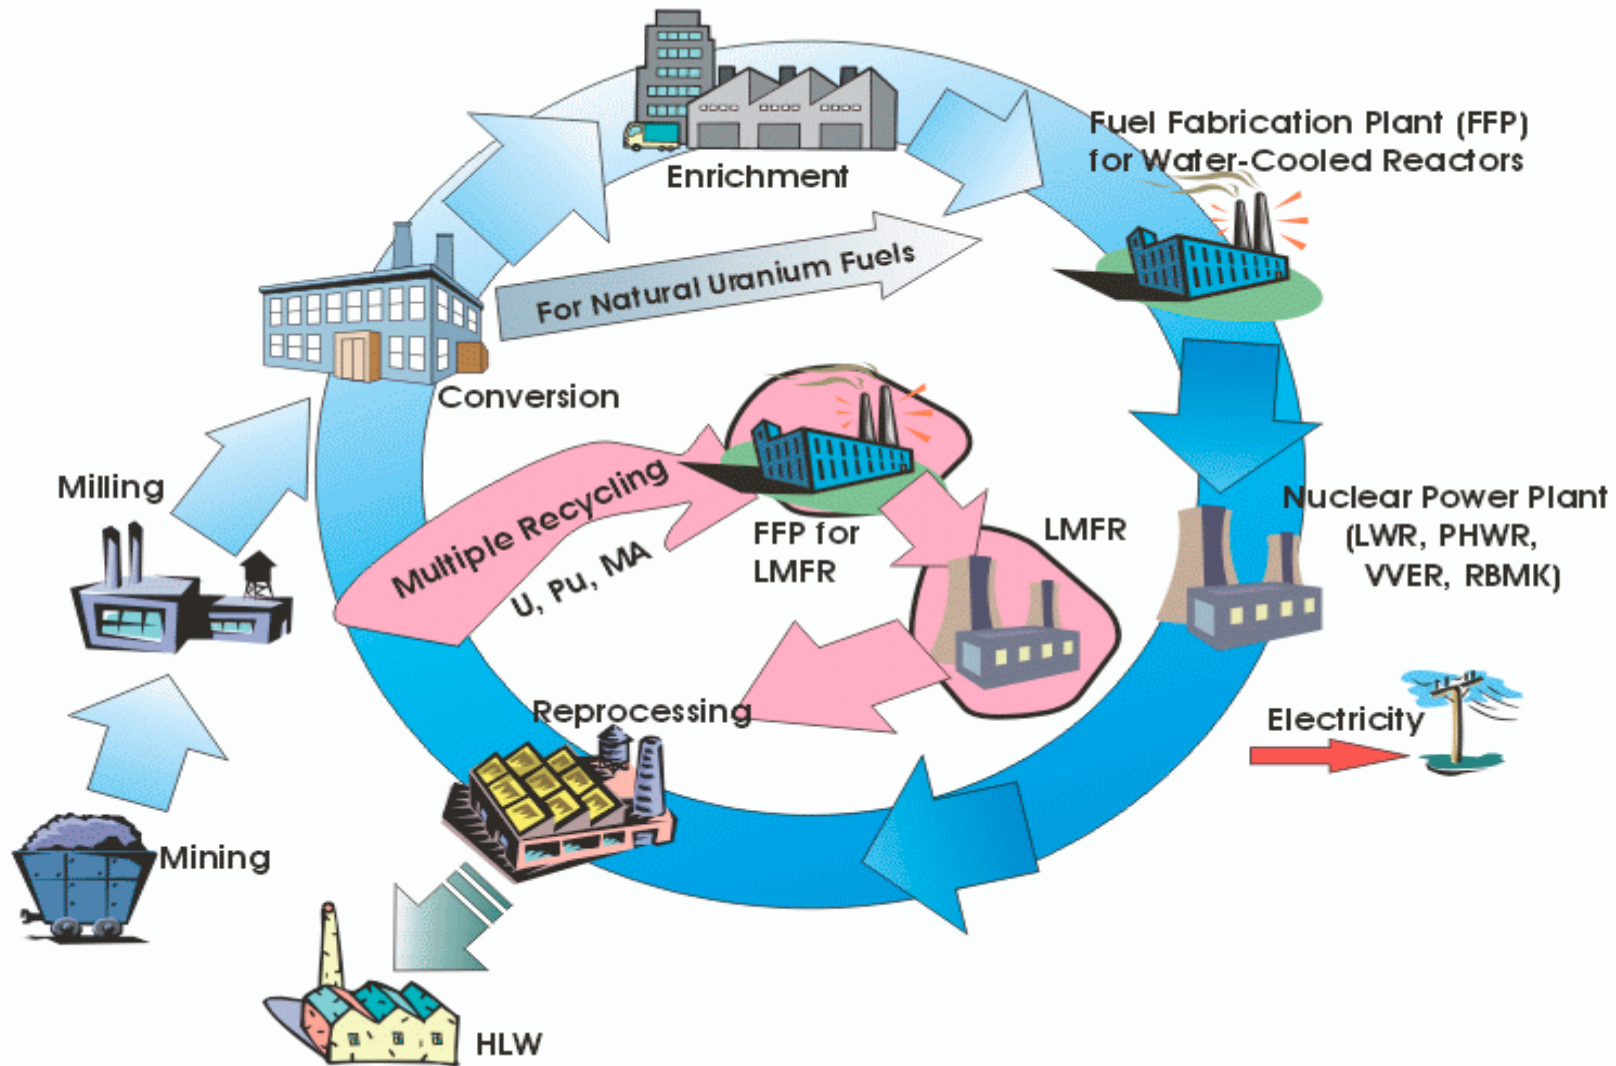 Enrichment
Fuel Fabrication Plant (FFP)
for Water-Cooled Reactors
For Natural Uranium Fuels
Conversion
Milling
Multiple Recycling
U, Pu, MA
FFP for
LMFR
LMFR
Nuclear Power Plant
(LWR, PHWR,
VVER, RBMK)
Reprocessing
Electricity
Mining
HLW